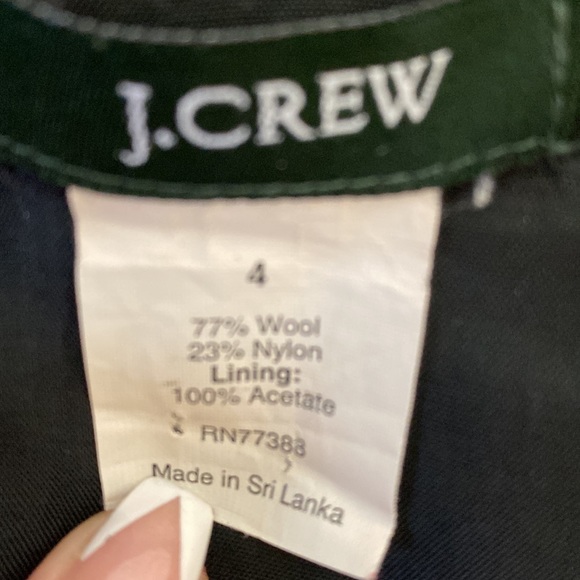 J.CREW
4
77% Wool
23% Nylon
Lining:
100% Acetate
RN77388
Made in Sri Lanka